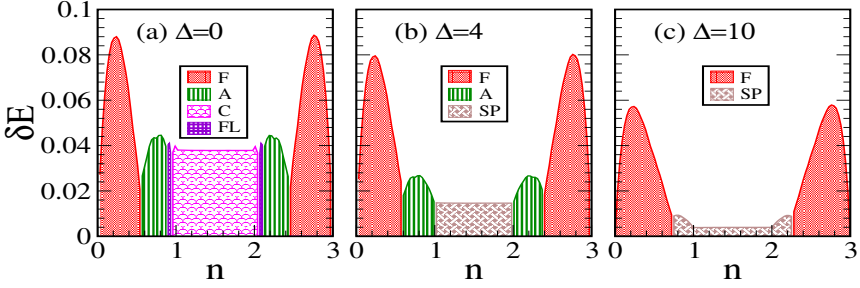 (a) Δ=0
(b) Δ=4
(c) Δ=10
δE
0.1
0.08
0.06
0.04
0.02
0
F
A
C
FL
F
A
SP
F
SP
0 1 2 3
0 1 2 3
0 1 2 3
n
n
n